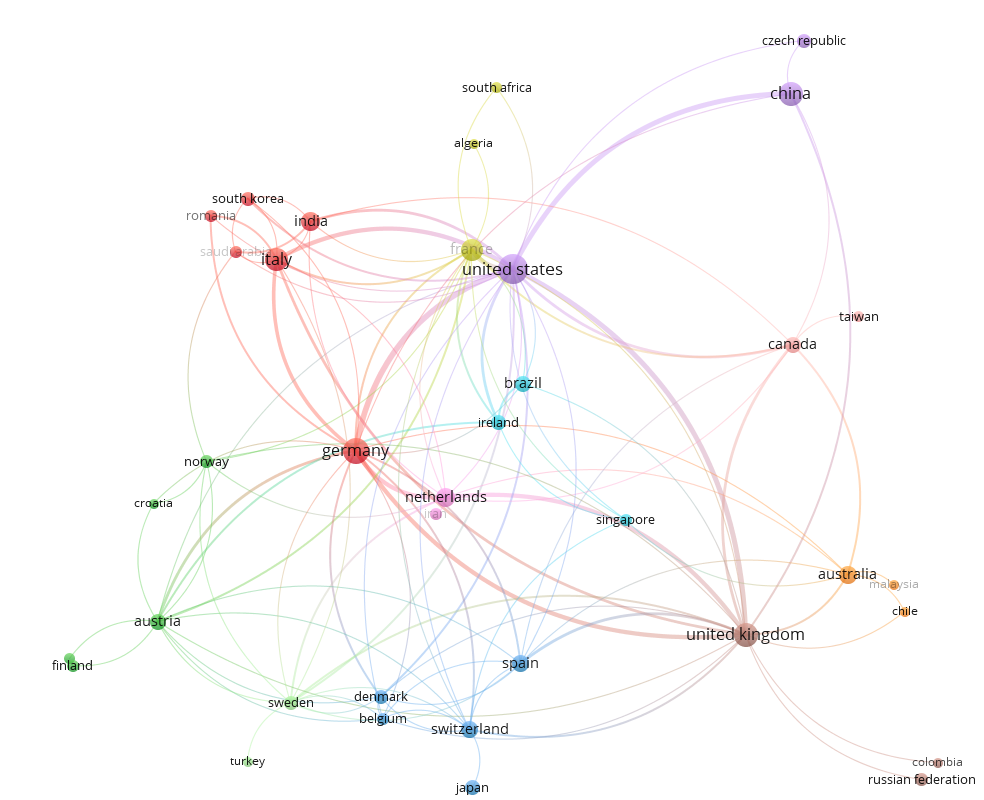 czech republic
south africa
china
algeria
south korea
romania
india
saudi arabia
france
italy
united states
taiwan
canada
brazil
ireland
germany
norway
netherlands
croatia
iran
singapore
australia
malaysia
chile
austria
united kingdom
finland
spain
denmark
sweden
belgium
switzerland
turkey
colombia
russian federation
japan